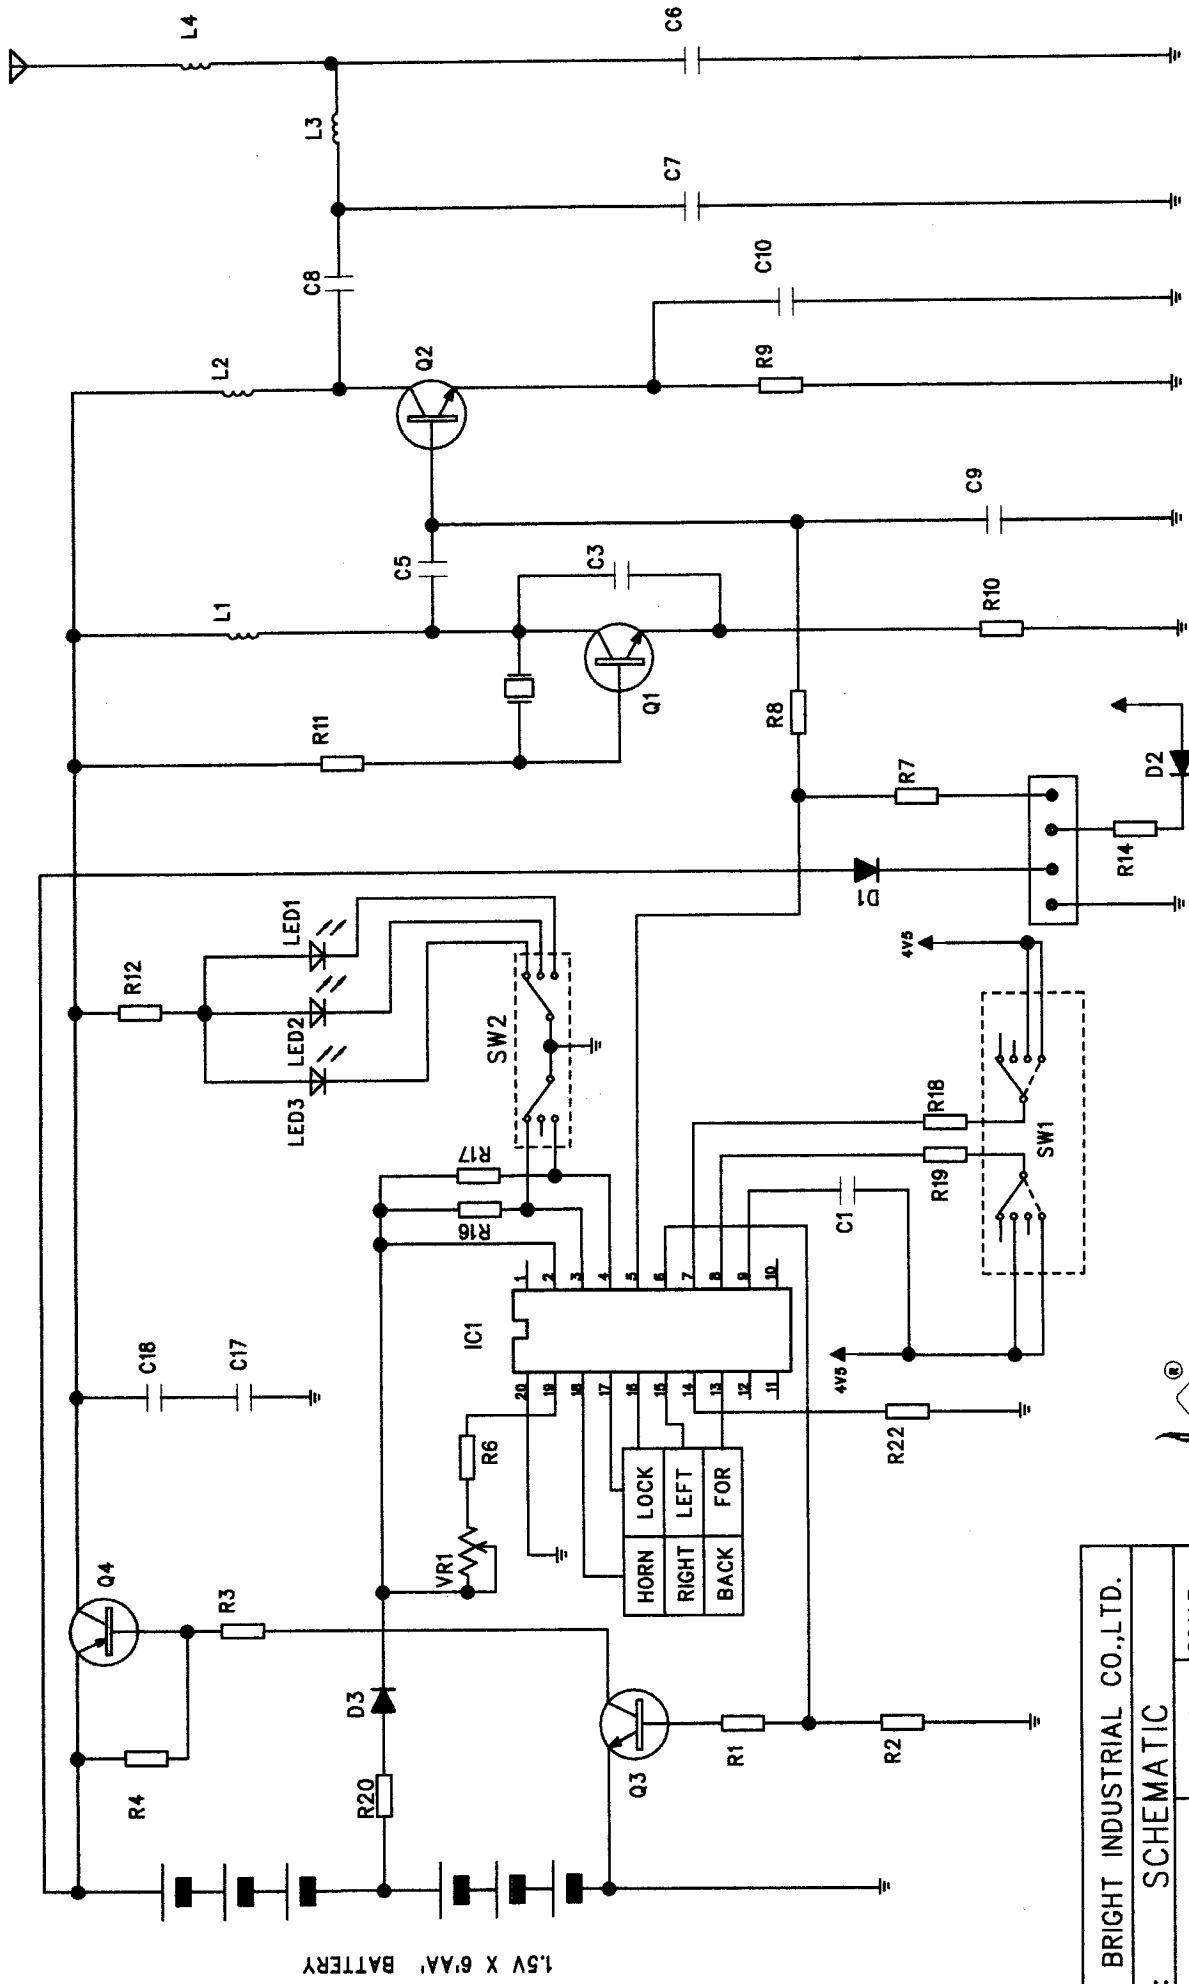 1.5V X 6'AA' BATTERY
R4
Q4
R3
R20
D3
Q3
R1
R2
C18
C17
VR1
R6
IC1
20
19
18
17
16
15
14
13
12
11
1
2
3
4
5
6
7
8
9
10
HORN LOCK
RIGHT LEFT
BACK FOR
R22
4V5
C1
R16
R17
SW2
R12
LED3
LED2
LED1
R19
R18
SW1
4V5
D1
R14
D2
R7
R8
R11
Q1
L1
C5
C3
R10
C9
L2
Q2
C8
R9
C10
L3
C7
L4
C6
®
BRIGHT INDUSTRIAL CO.,LTD.
: SCHEMATIC